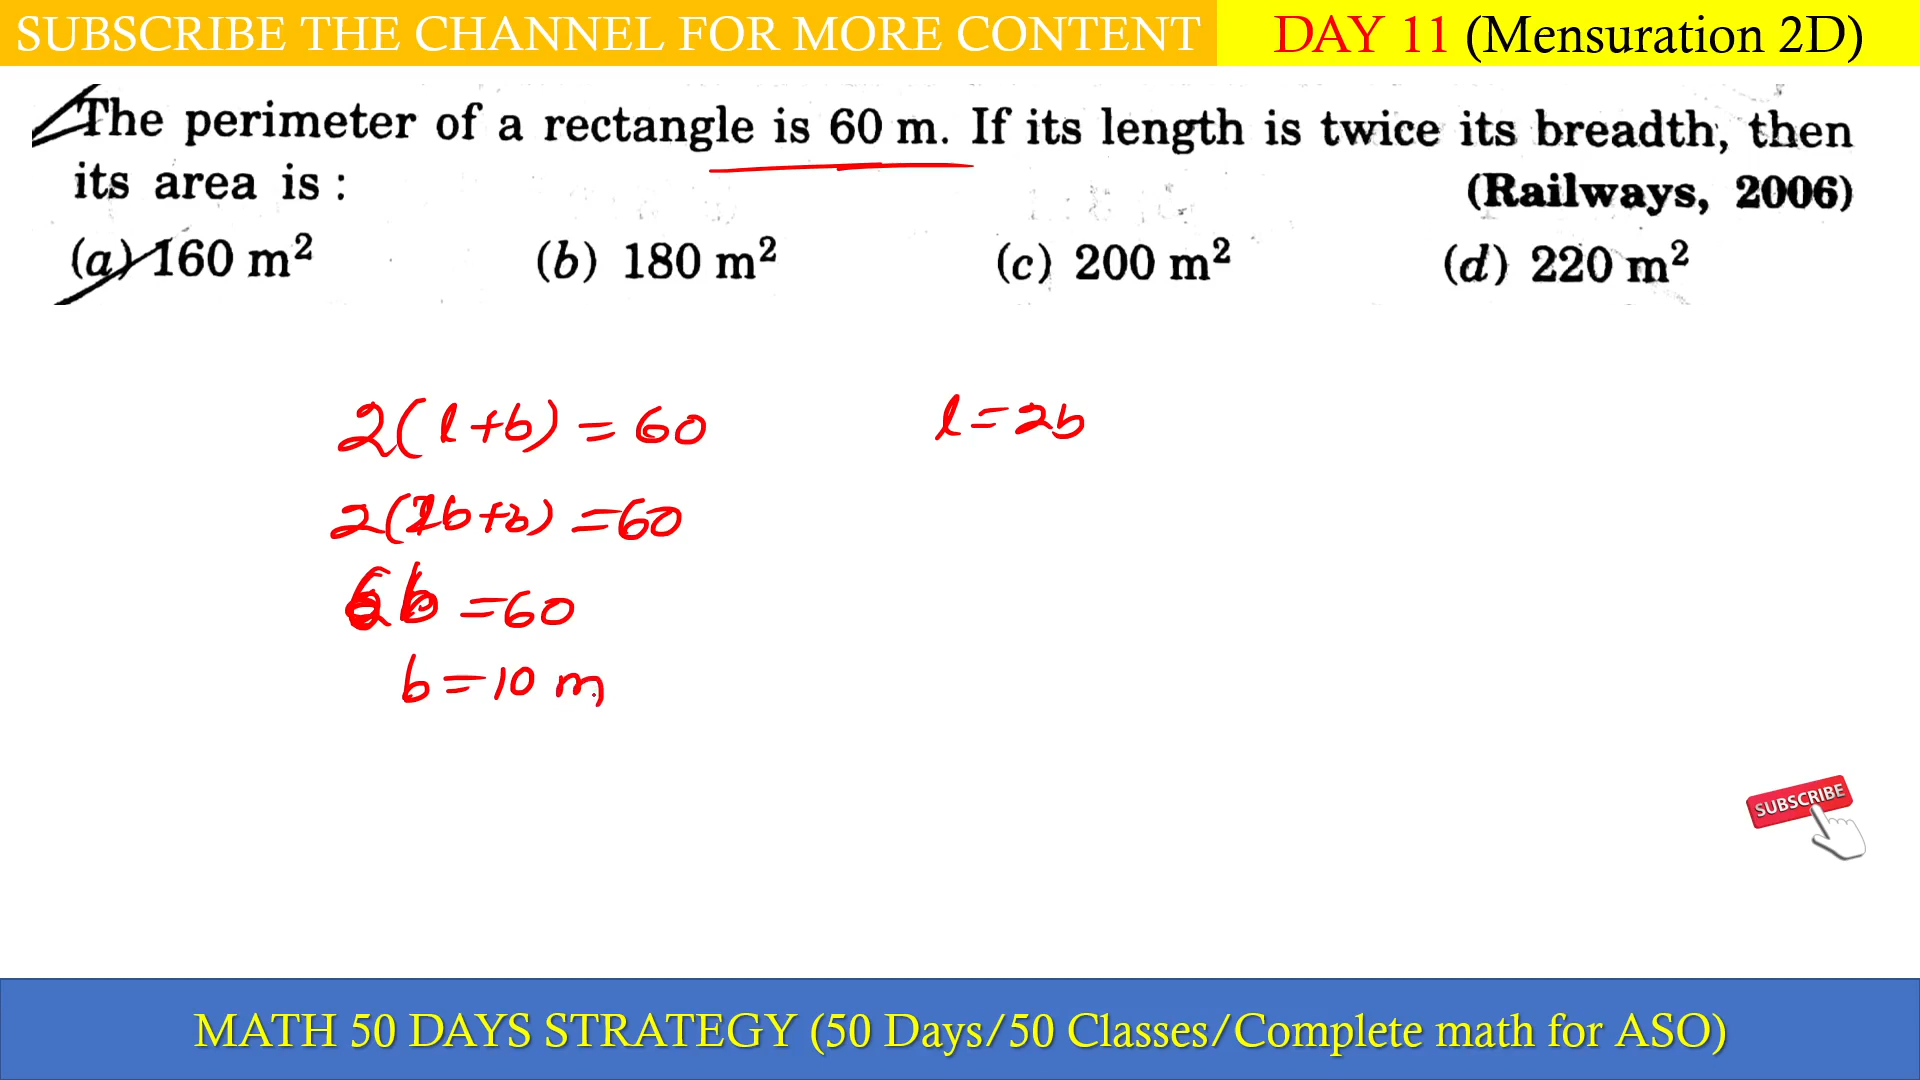 SUBSCRIBE THE CHANNEL FOR MORE CONTENT
DAY 11 (Mensuration 2D)
The perimeter of a rectangle is 60 m. If its length is twice its breadth, then
its area is :
(Railways, 2006)
(a) 160 m² (b) 180 m² (c) 200 m² (d) 220 m²
2(l+b) = 60 l = 2b
2(2b+b) = 60
6b = 60
b = 10 m
SUBSCRIBE
MATH 50 DAYS STRATEGY (50 Days/50 Classes/Complete math for ASO)